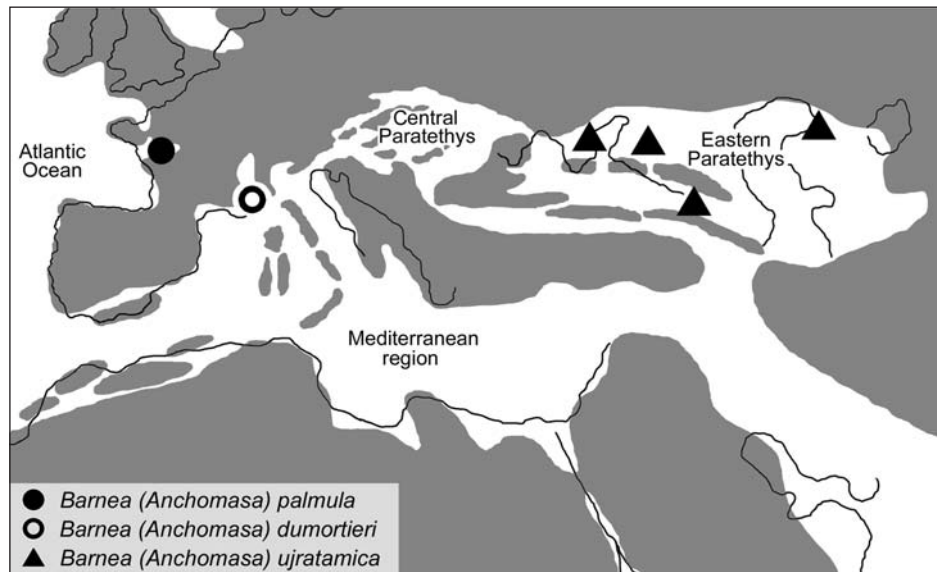 Central
Paratethys
Atlantic
Ocean
Eastern
Paratethys
Mediterranean
region
Barnea (Anchomasa) palmula
Barnea (Anchomasa) dumortieri
Barnea (Anchomasa) ujratamica